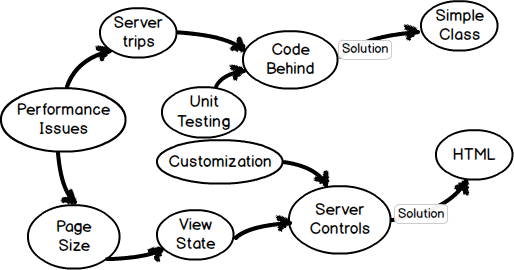 Server
trips
Simple
Class
Code
Behind
Solution
Unit
Testing
Performance
Issues
Customization
HTML
Page
Size
View
State
Server
Controls
Solution